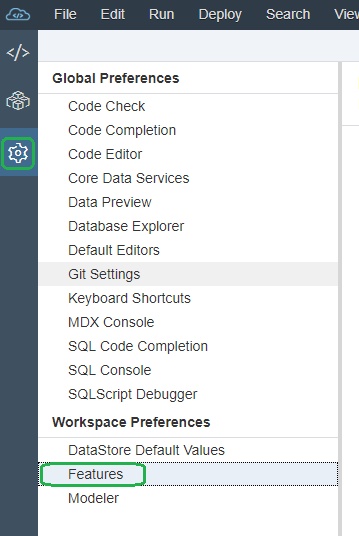 File Edit Run Deploy Search View
</>
Global Preferences
Code Check
Code Completion
Code Editor
Core Data Services
Data Preview
Database Explorer
Default Editors
Git Settings
Keyboard Shortcuts
MDX Console
SQL Code Completion
SQL Console
SQLScript Debugger
Workspace Preferences
DataStore Default Values
Features
Modeler